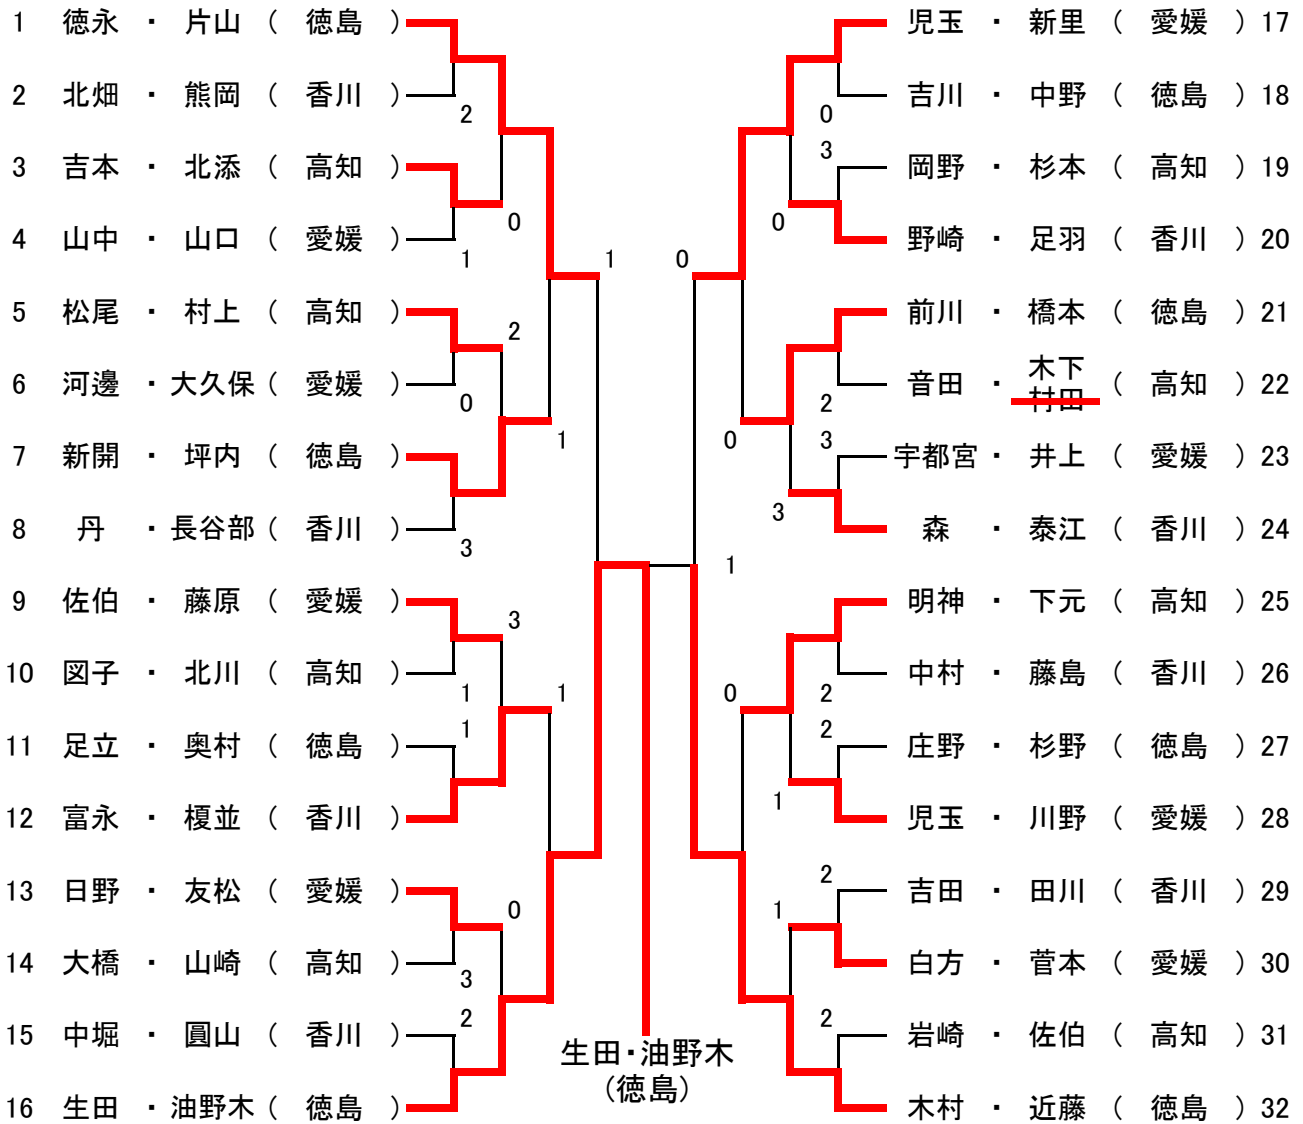 1 徳永 ・ 片山 ( 徳島 )
2 北畑 ・ 熊岡 ( 香川 )
2
3 吉本 ・ 北添 ( 高知 )
0
4 山中 ・ 山口 ( 愛媛 )
1
1
5 松尾 ・ 村上 ( 高知 )
2
6 河邊 ・ 大久保 ( 愛媛 )
0
1
7 新開 ・ 坪内 ( 徳島 )
8 丹 ・ 長谷部 ( 香川 )
3
9 佐伯 ・ 藤原 ( 愛媛 )
3
10 図子 ・ 北川 ( 高知 )
1
1
11 足立 ・ 奥村 ( 徳島 )
1
12 富永 ・ 榎並 ( 香川 )
13 日野 ・ 友松 ( 愛媛 )
0
14 大橋 ・ 山崎 ( 高知 )
3
15 中堀 ・ 圓山 ( 香川 )
2
16 生田 ・ 油野木 ( 徳島 )
生田・油野木
(徳島)
児玉 ・ 新里 ( 愛媛 ) 17
吉川 ・ 中野 ( 徳島 ) 18
0
3
岡野 ・ 杉本 ( 高知 ) 19
0
野崎 ・ 足羽 ( 香川 ) 20
0
前川 ・ 橋本 ( 徳島 ) 21
木下
音田 ・ 村田 ( 高知 ) 22
2
0
3
宇都宮 ・ 井上 ( 愛媛 ) 23
3
森 ・ 泰江 ( 香川 ) 24
1
明神 ・ 下元 ( 高知 ) 25
中村 ・ 藤島 ( 香川 ) 26
0
2
2
庄野 ・ 杉野 ( 徳島 ) 27
1
児玉 ・ 川野 ( 愛媛 ) 28
2
吉田 ・ 田川 ( 香川 ) 29
1
白方 ・ 菅本 ( 愛媛 ) 30
2
岩崎 ・ 佐伯 ( 高知 ) 31
木村 ・ 近藤 ( 徳島 ) 32